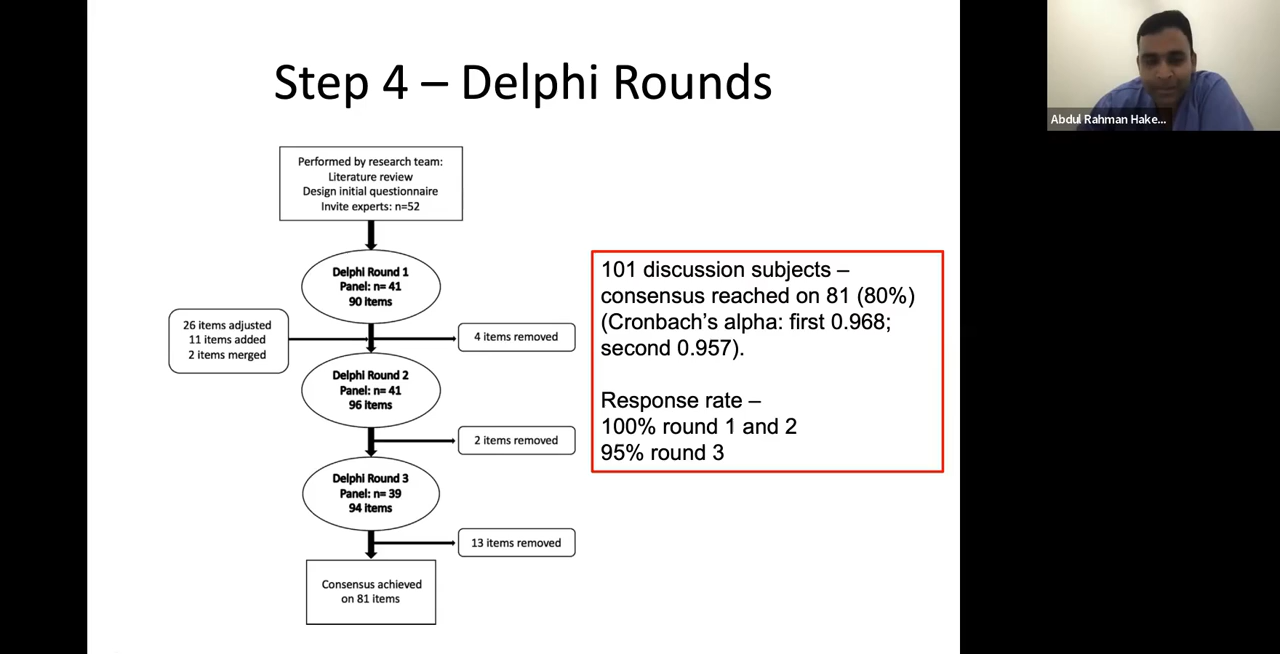 Step 4 – Delphi Rounds
Performed by research team:
Literature review
Design initial questionnaire
Invite experts: n=52
Delphi Round 1
Panel: n= 41
90 items
26 items adjusted
11 items added
2 items merged
4 items removed
Delphi Round 2
Panel: n= 41
96 items
2 items removed
Delphi Round 3
Panel: n= 39
94 items
13 items removed
Consensus achieved
on 81 items
101 discussion subjects –
consensus reached on 81 (80%)
(Cronbach’s alpha: first 0.968;
second 0.957).
Response rate –
100% round 1 and 2
95% round 3
Abdul Rahman Hake...